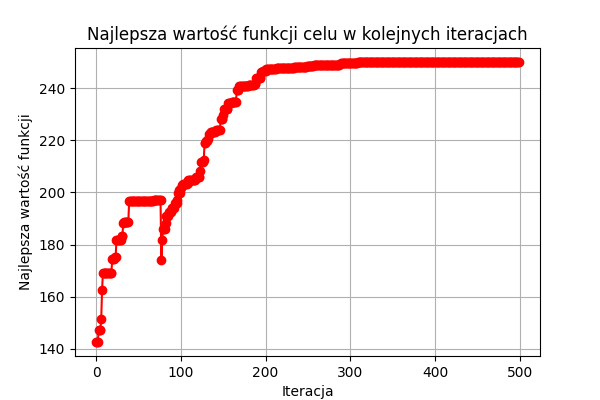 Najlepsza wartość funkcji celu w kolejnych iteracjach
Najlepsza wartość funkcji
240
220
200
180
160
140
0 100 200 300 400 500
Iteracja